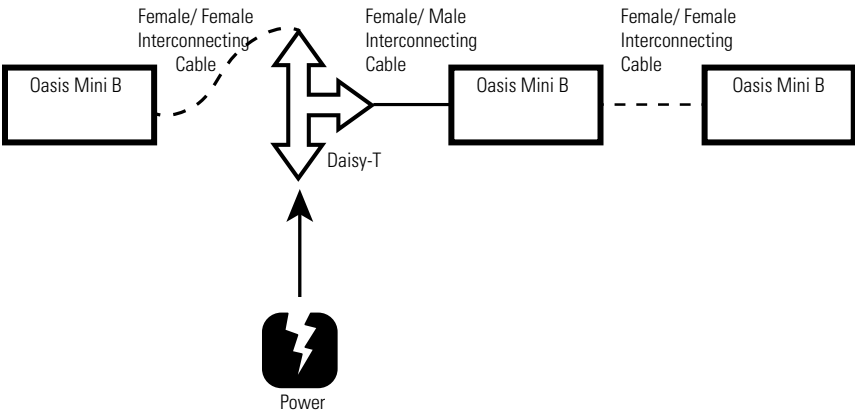 Female/ Female
Interconnecting
Cable
Female/ Male
Interconnecting
Cable
Female/ Female
Interconnecting
Cable
Oasis Mini B
Oasis Mini B
Oasis Mini B
Daisy-T
Power